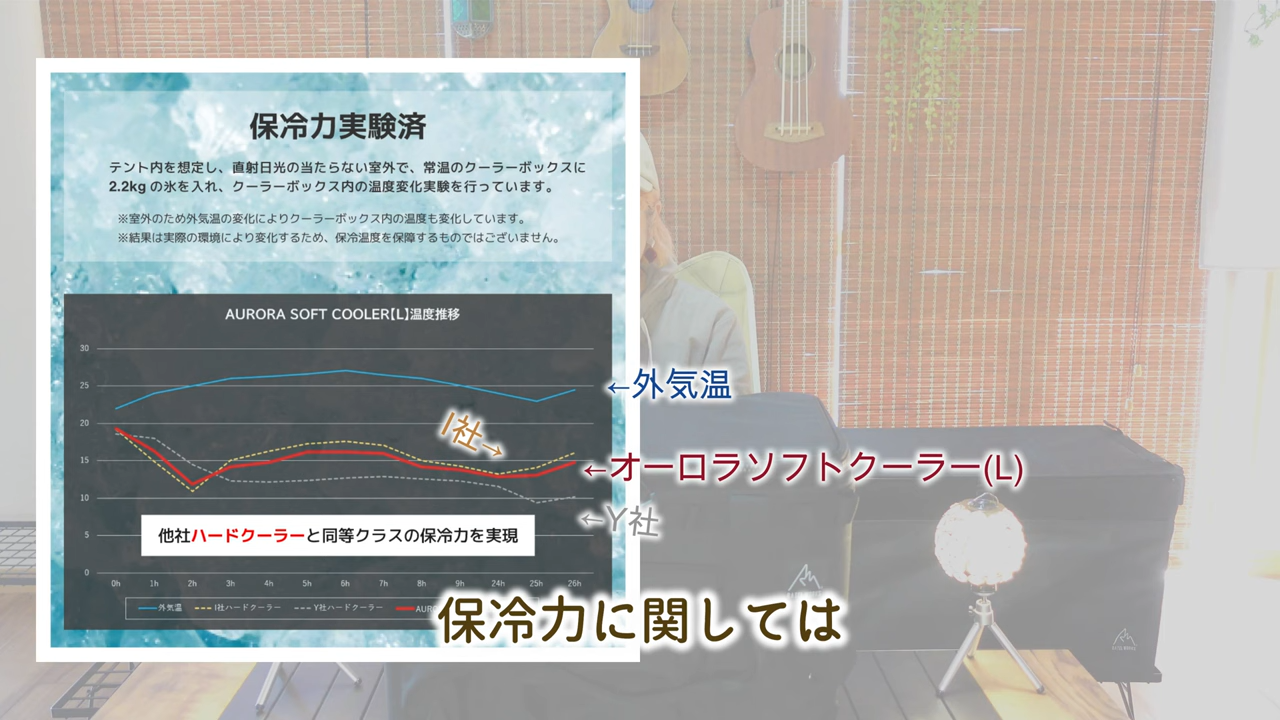 保冷力実験済
テント内を想定し、直射日光の当たらない室外で、常温のクーラーボックスに
2.2kg の氷を入れ、クーラーボックス内の温度変化実験を行っています。
※室外のため外気温の変化によりクーラーボックス内の温度も変化しています。
※結果は実際の環境により変化するため、保冷温度を保障するものではございません。
AURORA SOFT COOLER【L】温度推移
30
25
20
15
10
5
0
0h 1h 2h 3h 4h 5h 6h 7h 8h 9h 24h 25h 26h
I社→
←外気温
←オーロラソフトクーラー(L)
←Y社
他社ハードクーラーと同等クラスの保冷力を実現
外気温 I社ハードクーラー Y社ハードクーラー
保冷力に関しては